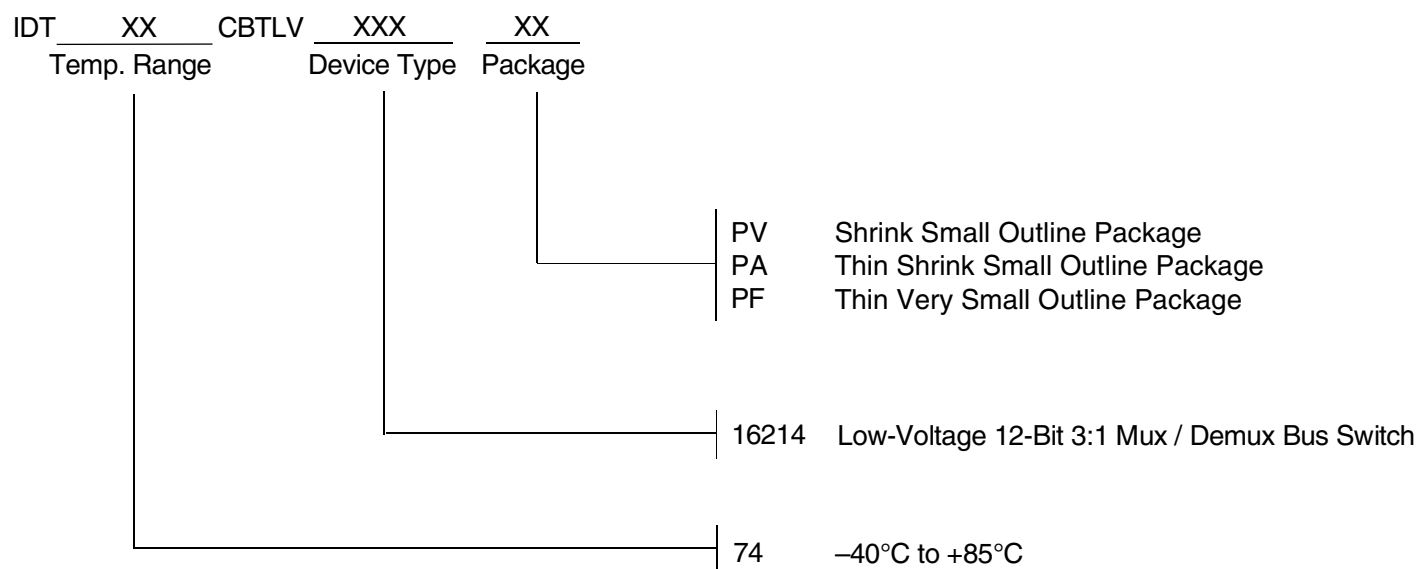 IDT XX CBTLV XXX XX
Temp. Range Device Type Package
PV Shrink Small Outline Package
PA Thin Shrink Small Outline Package
PF Thin Very Small Outline Package
16214 Low-Voltage 12-Bit 3:1 Mux / Demux Bus Switch
74 –40°C to +85°C